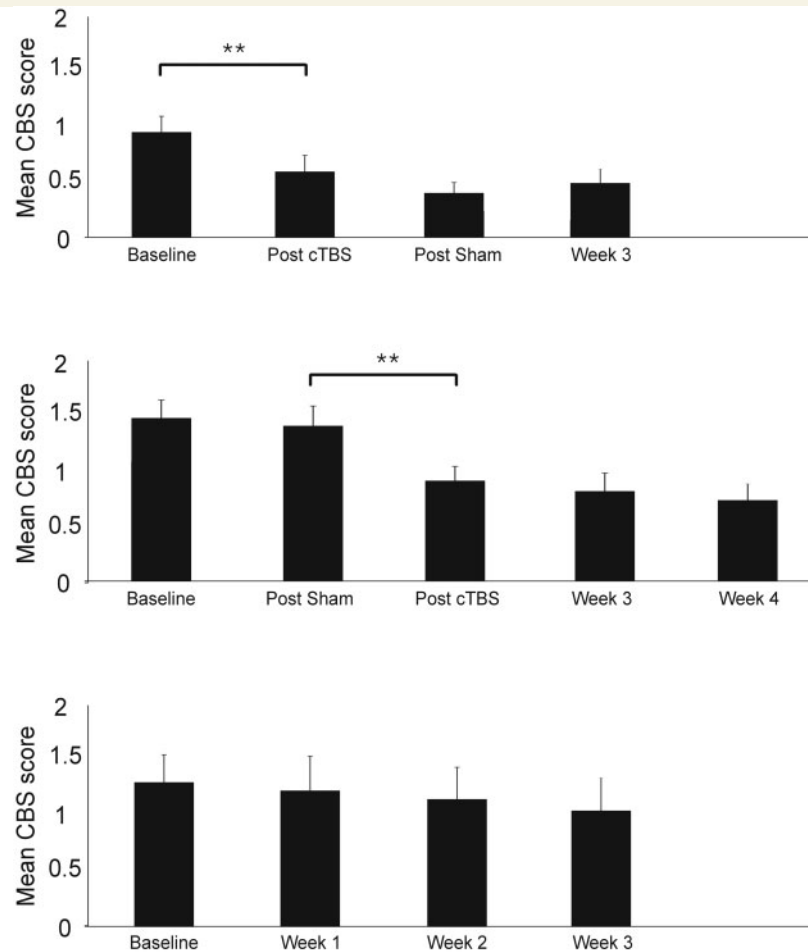 Mean CBS score
2
1.5
1
0.5
0
**
Baseline Post cTBS Post Sham Week 3
Mean CBS score
2
1.5
1
0.5
0
**
Baseline Post Sham Post cTBS Week 3 Week 4
Mean CBS score
2
1.5
1
0.5
0
Baseline Week 1 Week 2 Week 3